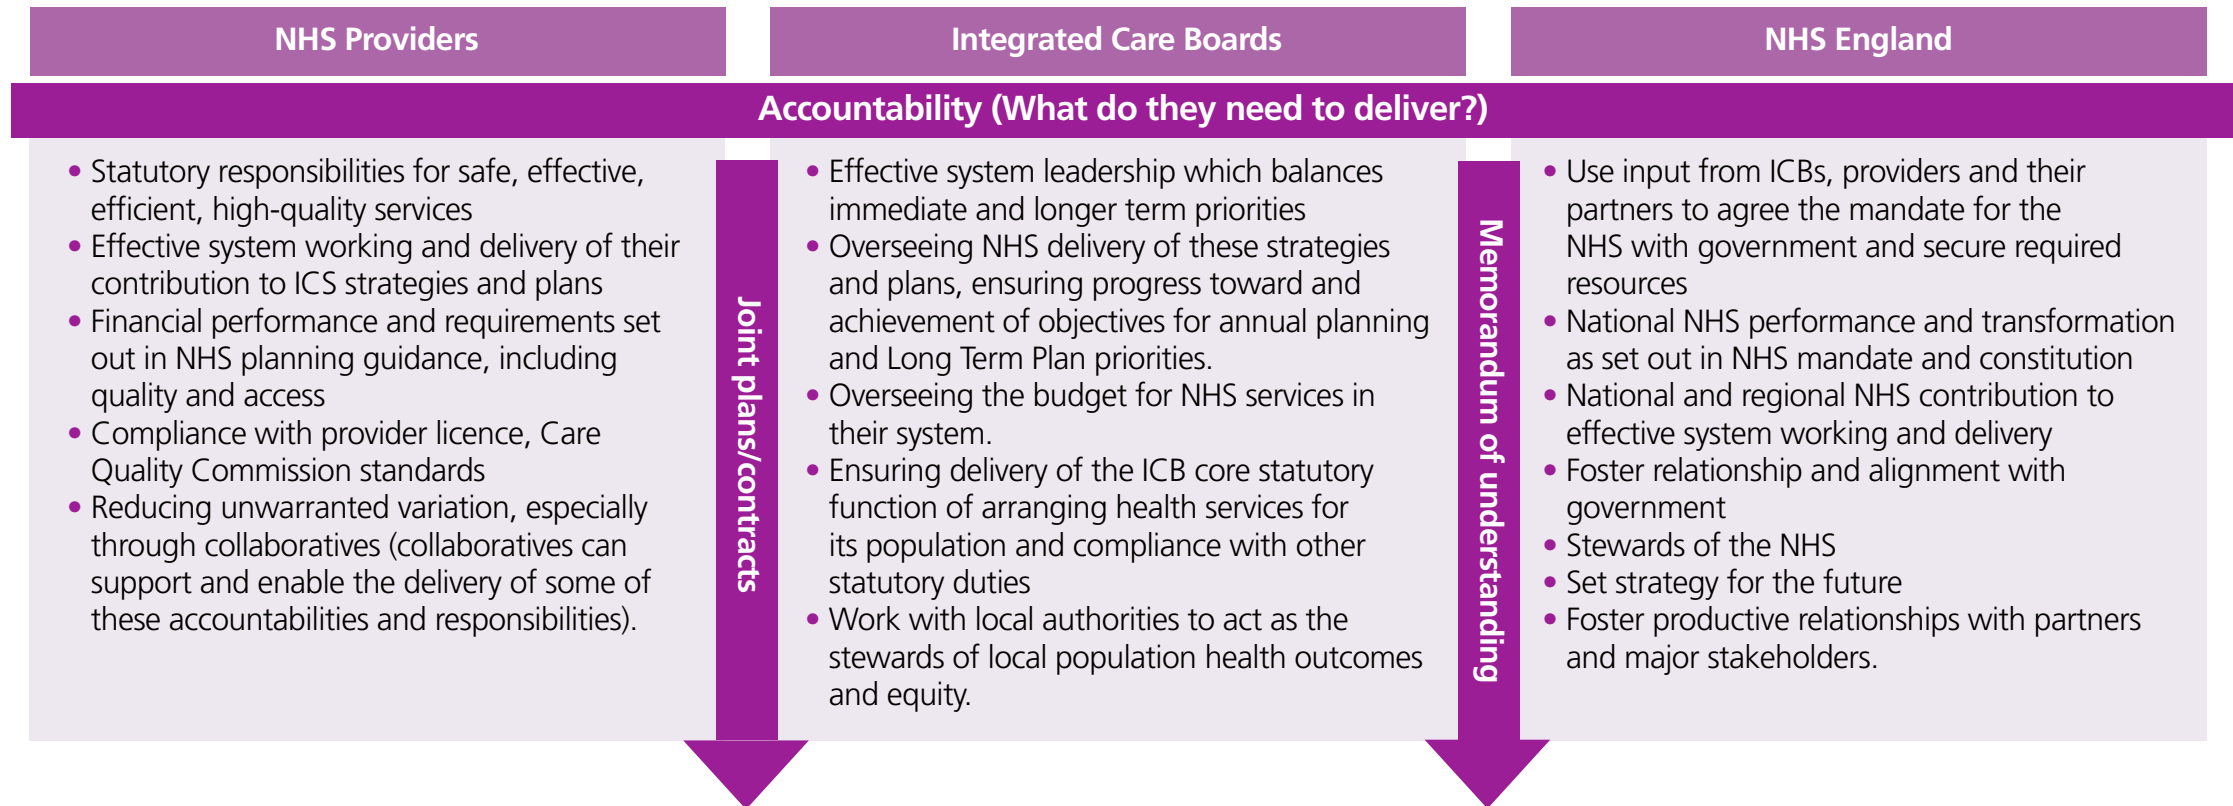 NHS Providers
Integrated Care Boards
NHS England
Accountability (What do they need to deliver?)
• Statutory responsibilities for safe, effective,
efficient, high-quality services
• Effective system working and delivery of their
contribution to ICS strategies and plans
• Financial performance and requirements set
out in NHS planning guidance, including
quality and access
• Compliance with provider licence, Care
Quality Commission standards
• Reducing unwarranted variation, especially
through collaboratives (collaboratives can
support and enable the delivery of some of
these accountabilities and responsibilities).
Joint plans/contracts
• Effective system leadership which balances
immediate and longer term priorities
• Overseeing NHS delivery of these strategies
and plans, ensuring progress toward and
achievement of objectives for annual planning
and Long Term Plan priorities.
• Overseeing the budget for NHS services in
their system.
• Ensuring delivery of the ICB core statutory
function of arranging health services for
its population and compliance with other
statutory duties
• Work with local authorities to act as the
stewards of local population health outcomes
and equity.
Memorandum of understanding
• Use input from ICBs, providers and their
partners to agree the mandate for the
NHS with government and secure required
resources
• National NHS performance and transformation
as set out in NHS mandate and constitution
• National and regional NHS contribution to
effective system working and delivery
• Foster relationship and alignment with
government
• Stewards of the NHS
• Set strategy for the future
• Foster productive relationships with partners
and major stakeholders.